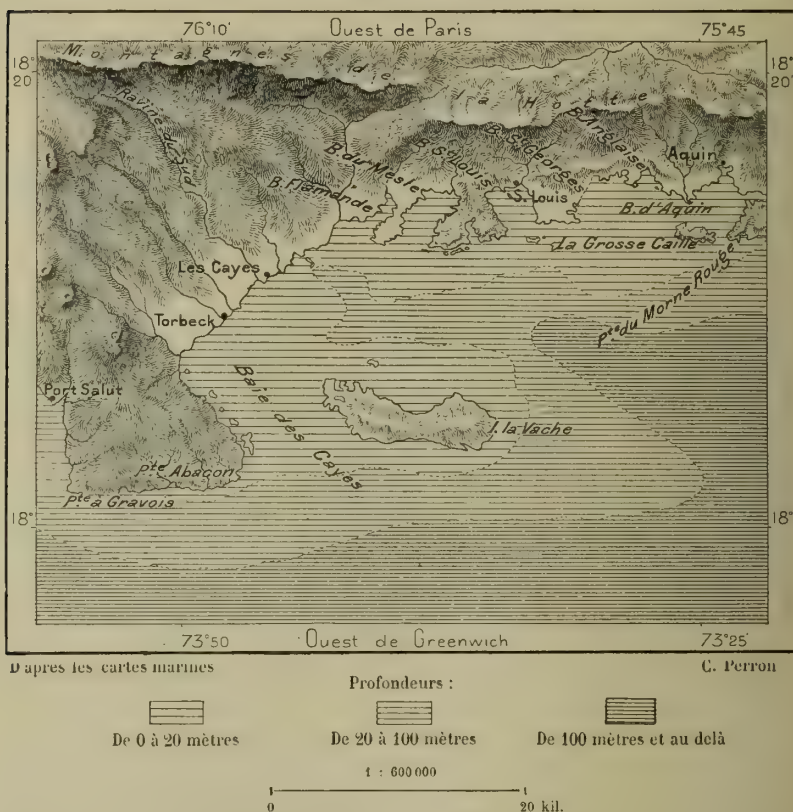 76°10' Ouest de Paris 75°45
18° 20' 18° 20'
Montagnes de la Hotte
Ravine du Sud
B. Flamande
B. du Mesle
B. St Louis
B. St Georges
B. Anglaise
Aquin
S. Louis
B. d'Aquin
La Grosse Caille
Les Cayes
Torbeck
Pte du Morne Rouge
Port Salut
Baie des Cayes
I. la Vache
Pte Abacon
Pte à Gravois
18° 18°
73°50 Ouest de Greenwich 73°25
D'après les cartes marines C. Perron
Profondeurs :
De 0 à 20 mètres De 20 à 100 mètres De 100 mètres et au delà
1 : 600 000
0 20 kil.